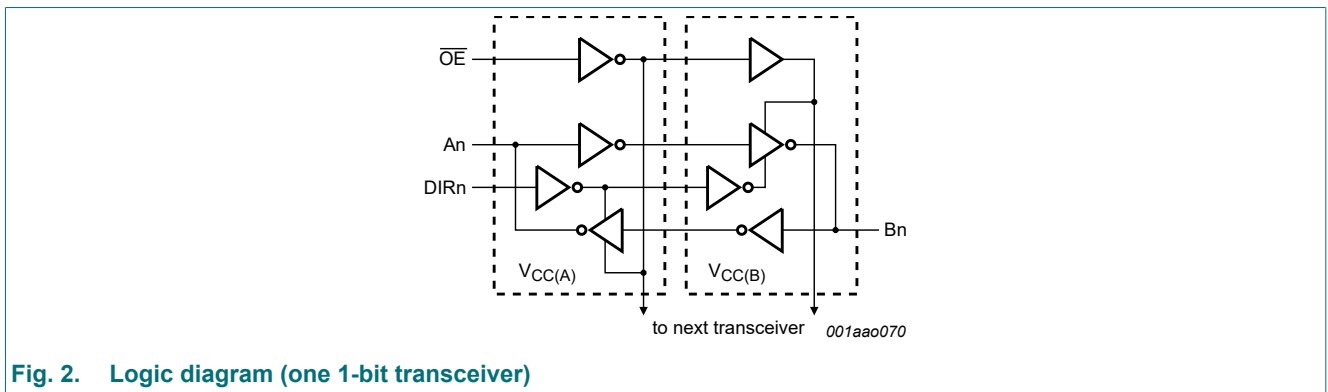 OE
An
DIRn
Bn
VCC(A)
VCC(B)
to next transceiver
001aao070
Fig. 2. Logic diagram (one 1-bit transceiver)